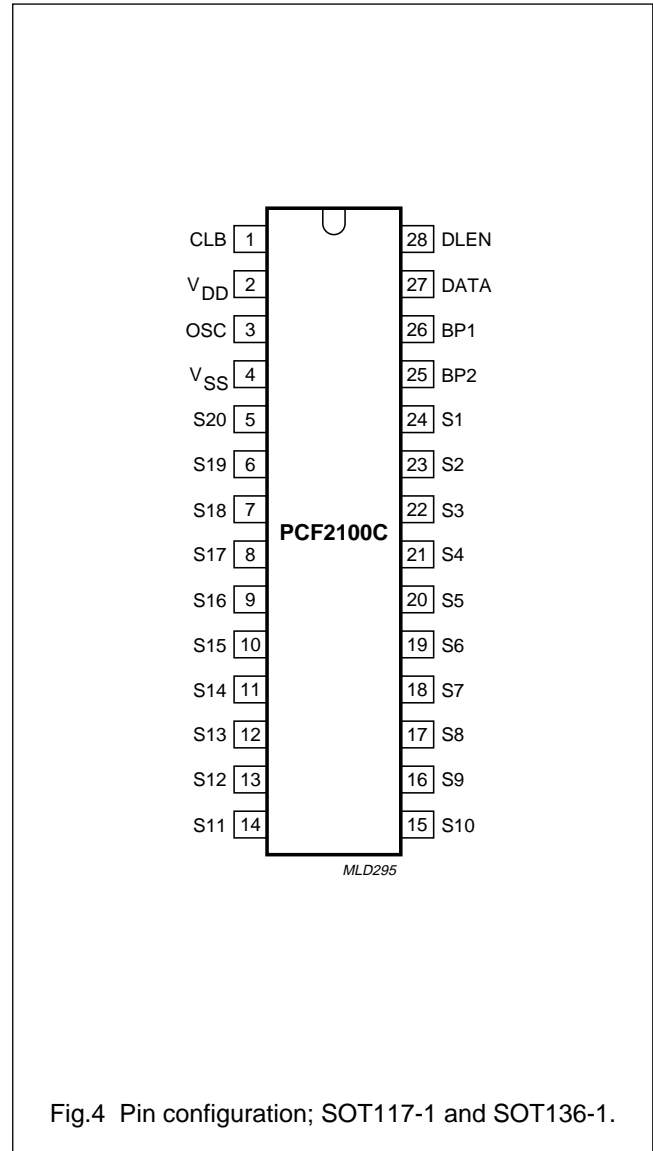 CLB 1 28 DLEN
VDD 2 27 DATA
OSC 3 26 BP1
VSS 4 25 BP2
S20 5 24 S1
S19 6 23 S2
S18 7 22 S3
S17 8 21 S4
PCF2100C
S16 9 20 S5
S15 10 19 S6
S14 11 18 S7
S13 12 17 S8
S12 13 16 S9
S11 14 15 S10
MLD295
Fig.4 Pin configuration; SOT117-1 and SOT136-1.